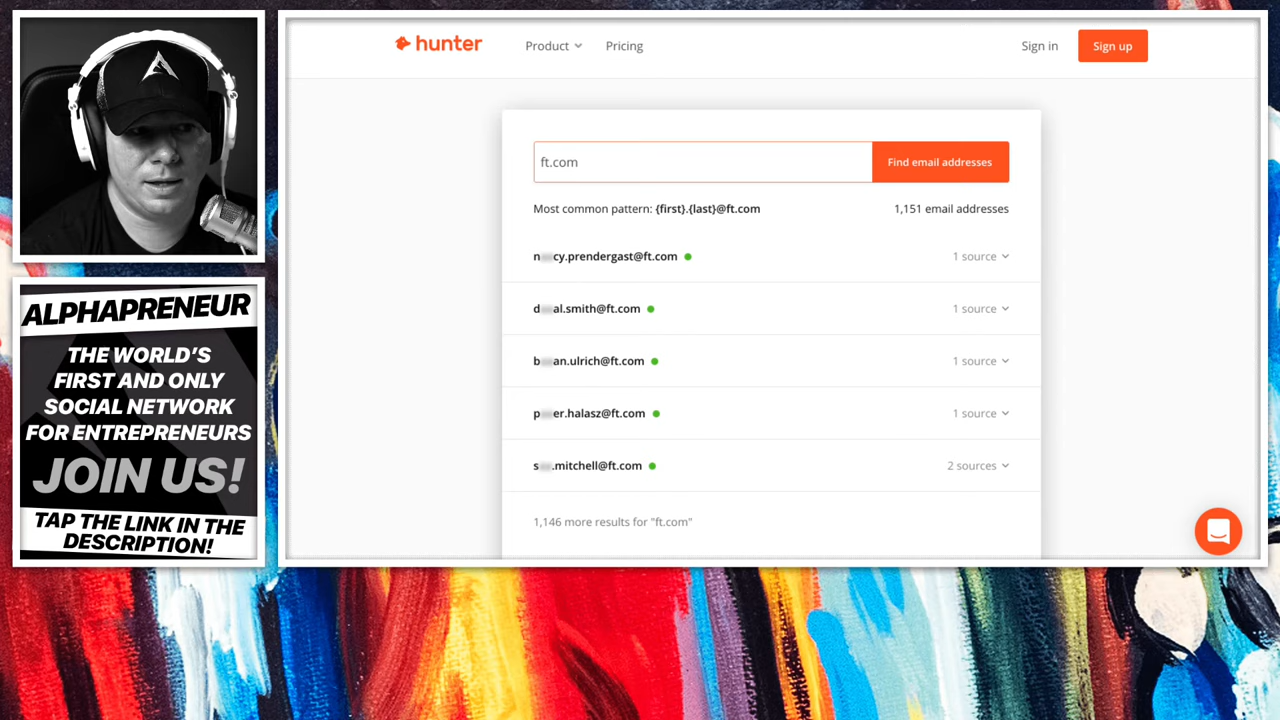 hunter
Product
Pricing
Sign in
Sign up
ft.com
Find email addresses
Most common pattern: {first}.{last}@ft.com
1,151 email addresses
n cy.prendergast@ft.com
1 source
d al.smith@ft.com
1 source
b an.ulrich@ft.com
1 source
p er.halasz@ft.com
1 source
s .mitchell@ft.com
2 sources
1,146 more results for "ft.com"
ALPHAPRENEUR
THE WORLD'S
FIRST AND ONLY
SOCIAL NETWORK
FOR ENTREPRENEURS
JOIN US!
TAP THE LINK IN THE
DESCRIPTION!